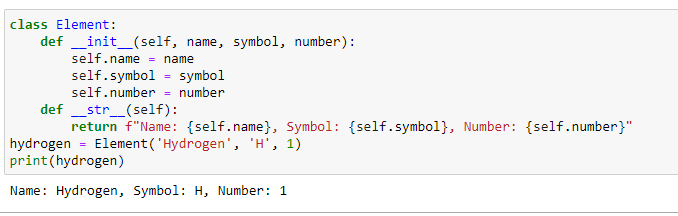 class Element:
    def __init__(self, name, symbol, number):
        self.name = name
        self.symbol = symbol
        self.number = number
    def __str__(self):
        return f"Name: {self.name}, Symbol: {self.symbol}, Number: {self.number}"
hydrogen = Element('Hydrogen', 'H', 1)
print(hydrogen)
Name: Hydrogen, Symbol: H, Number: 1